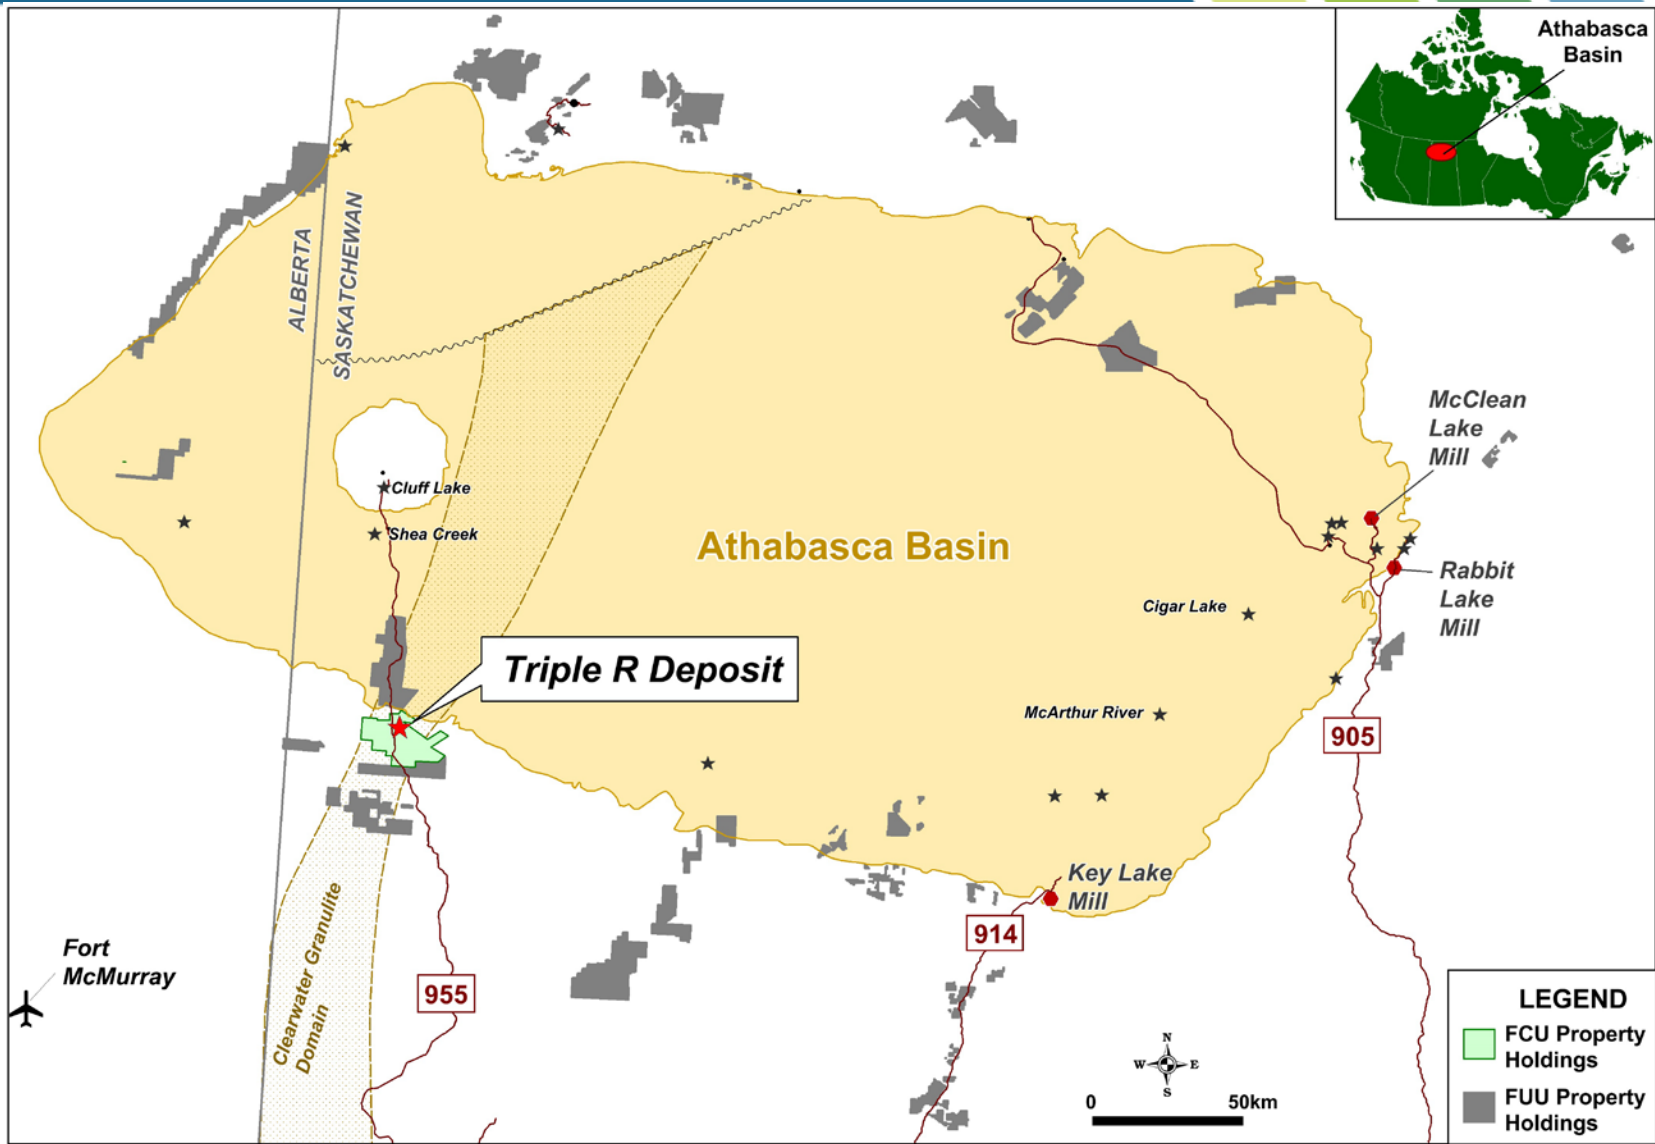 Athabasca
Basin
ALBERTA
SASKATCHEWAN
McClean
Lake
Mill
Cluff Lake
Shea Creek
Athabasca Basin
Rabbit
Lake
Mill
Cigar Lake
Triple R Deposit
McArthur River
905
Key Lake
Mill
914
Fort
McMurray
955
Clearwater Granulite
Domain
N
W E
S
0 50km
LEGEND
FCU Property
Holdings
FUU Property
Holdings